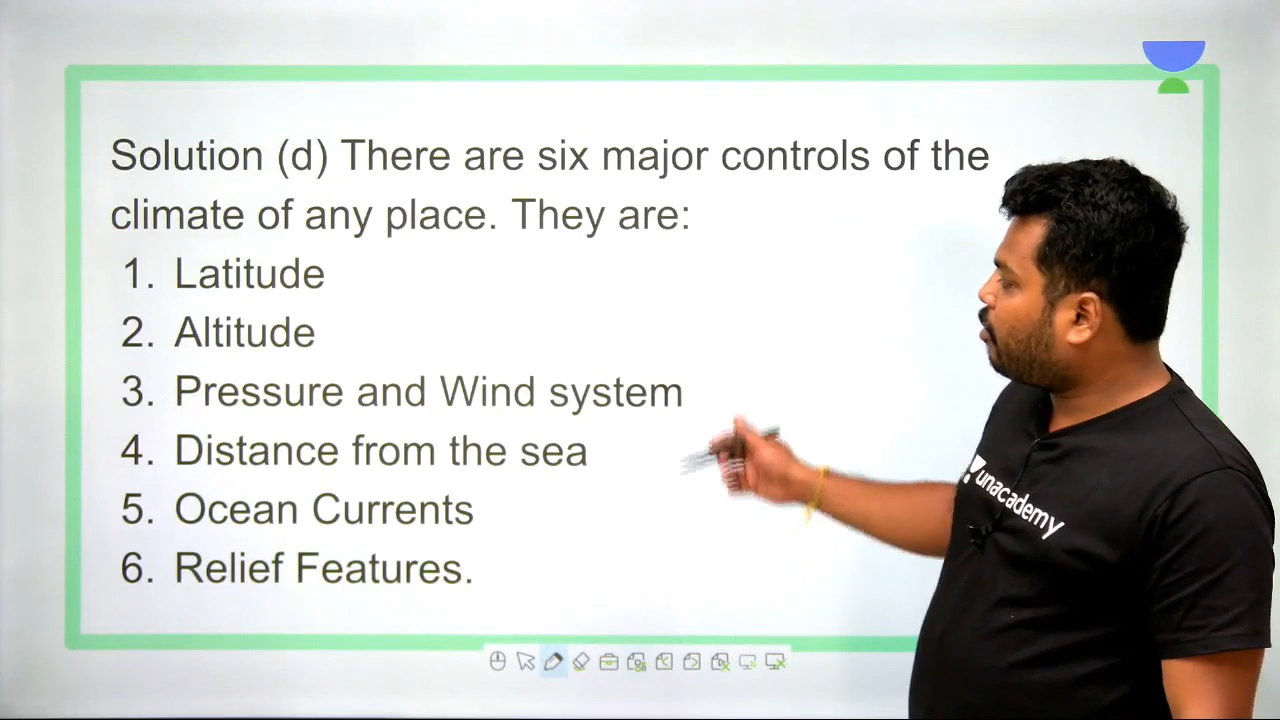 Solution (d) There are six major controls of the
climate of any place. They are:
1. Latitude
2. Altitude
3. Pressure and Wind system
4. Distance from the sea
5. Ocean Currents
6. Relief Features.
unacademy